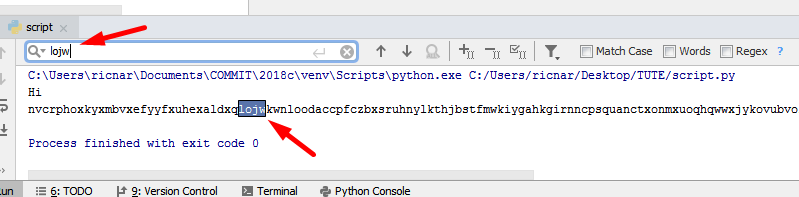 script
lojw
Match Case
Words
Regex
?
C:\Users\ricnar\Documents\COMMIT\2018c\venv\Scripts\python.exe C:/Users/ricnar/Desktop/TUTE/script.py
Hi
nvcrphoxkyxmbvxefyyfxuhexaldxqlojwkwnloodaccpfczbxsruhnylkthjbstfmwkiygahkgirnncpsquanctxonmxuoqhqwwxjykovubvo
Process finished with exit code 0
un
6: TODO
9: Version Control
Terminal
Python Console